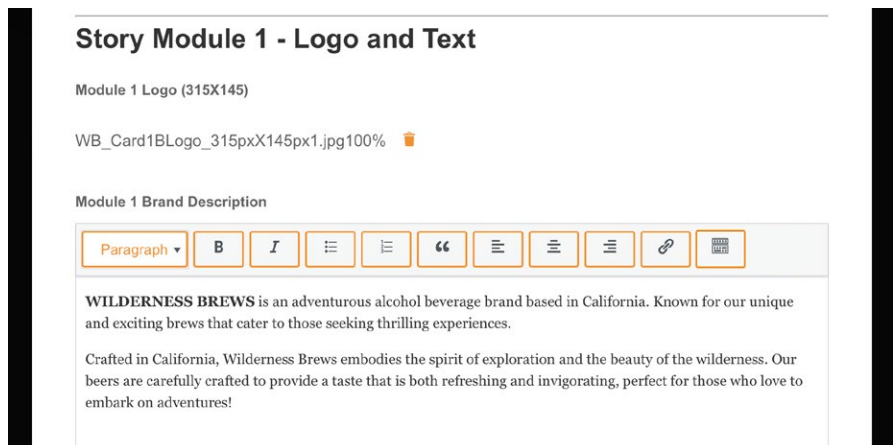 Story Module 1 - Logo and Text
Module 1 Logo (315X145)
WB_Card1BLogo_315pxX145px1.jpg100%
Module 1 Brand Description
Paragraph B I “
WILDERNESS BREWS is an adventurous alcohol beverage brand based in California. Known for our unique
and exciting brews that cater to those seeking thrilling experiences.
Crafted in California, Wilderness Brews embodies the spirit of exploration and the beauty of the wilderness. Our
beers are carefully crafted to provide a taste that is both refreshing and invigorating, perfect for those who love to
embark on adventures!